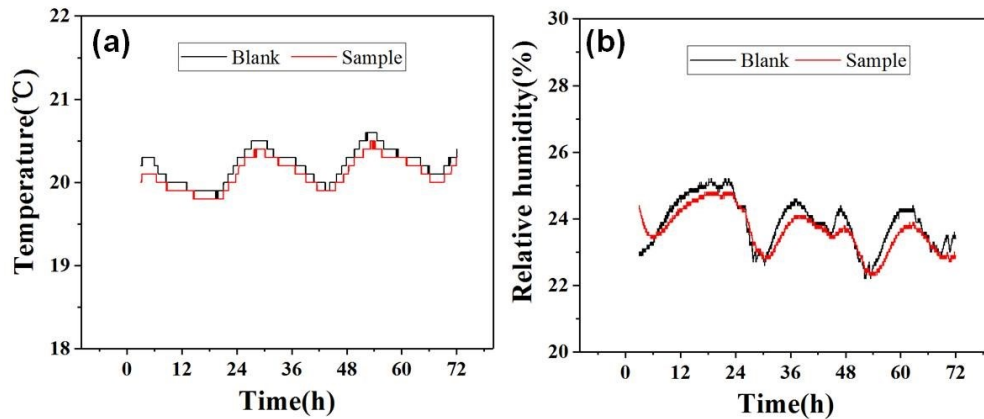 (a)
Blank Sample
Temperature(℃)
22
21
20
19
18
0 12 24 36 48 60 72
Time(h)
(b)
Blank Sample
Relative humidity(%)
30
28
26
24
22
20
0 12 24 36 48 60 72
Time(h)